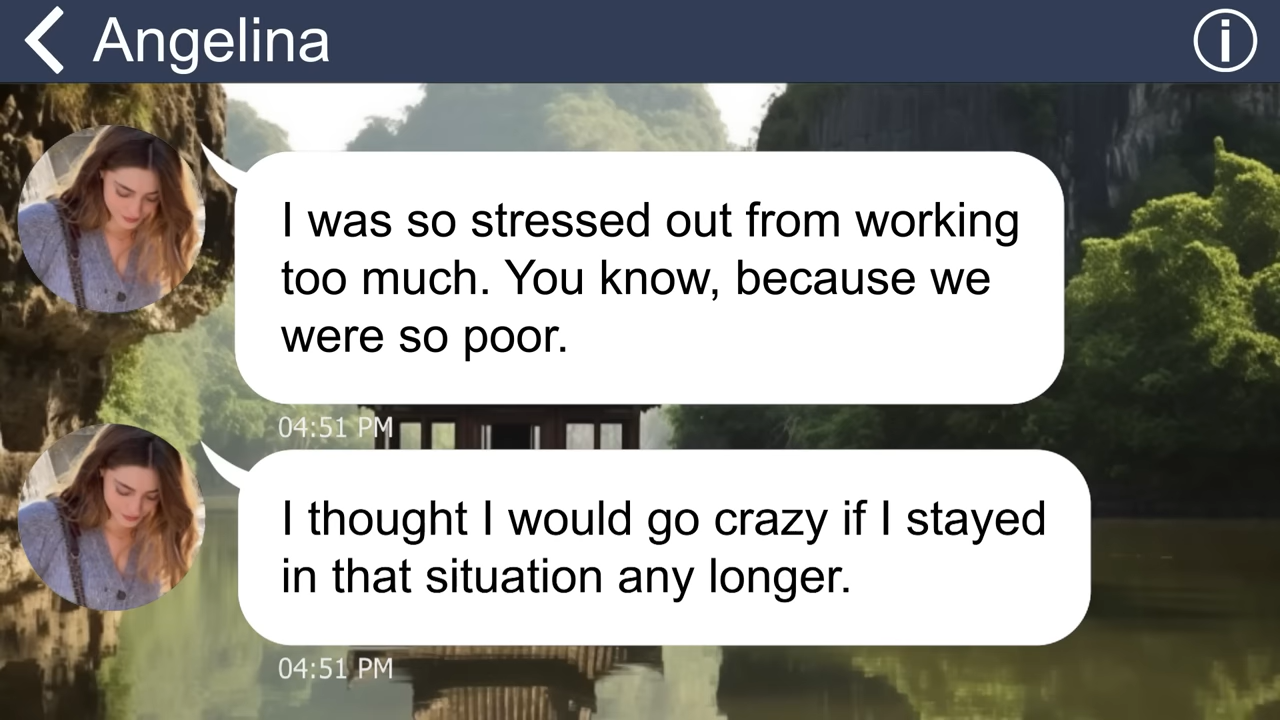 Angelina
I was so stressed out from working
too much. You know, because we
were so poor.
04:51 PM
I thought I would go crazy if I stayed
in that situation any longer.
04:51 PM